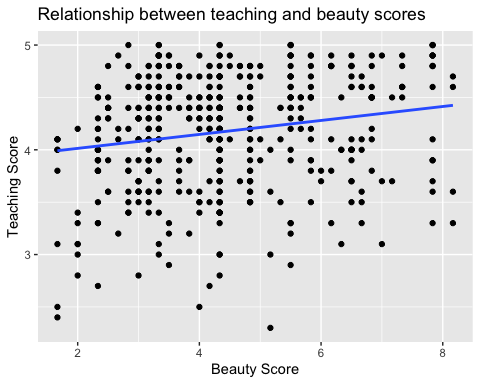 Relationship between teaching and beauty scores
5
4
3
Teaching Score
2 4 6 8
Beauty Score